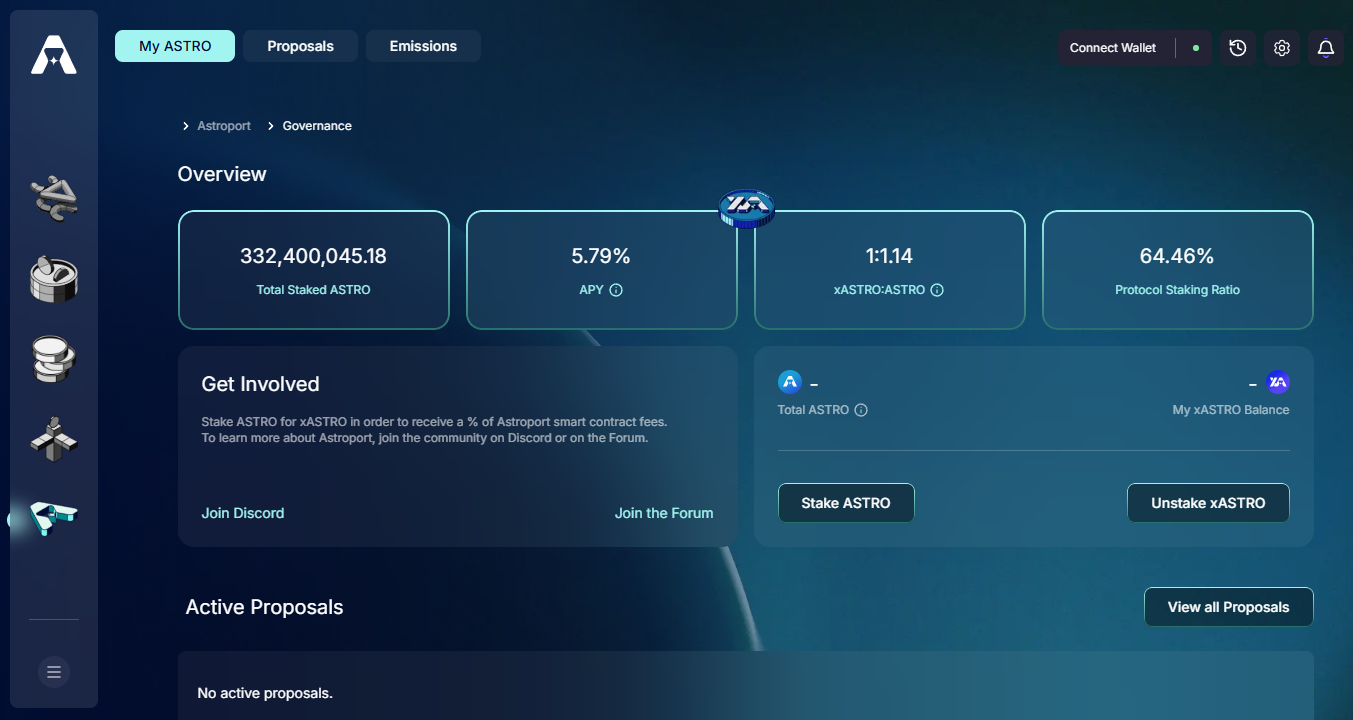 My ASTRO
Proposals
Emissions
Connect Wallet
Astroport
Governance
Overview
332,400,045.18
Total Staked ASTRO
5.79%
APY
1:1.14
xASTRO:ASTRO
64.46%
Protocol Staking Ratio
Get Involved
Stake ASTRO for xASTRO in order to receive a % of Astroport smart contract fees.
To learn more about Astroport, join the community on Discord or on the Forum.
Join Discord
Join the Forum
–
Total ASTRO
–
My xASTRO Balance
Stake ASTRO
Unstake xASTRO
Active Proposals
View all Proposals
No active proposals.